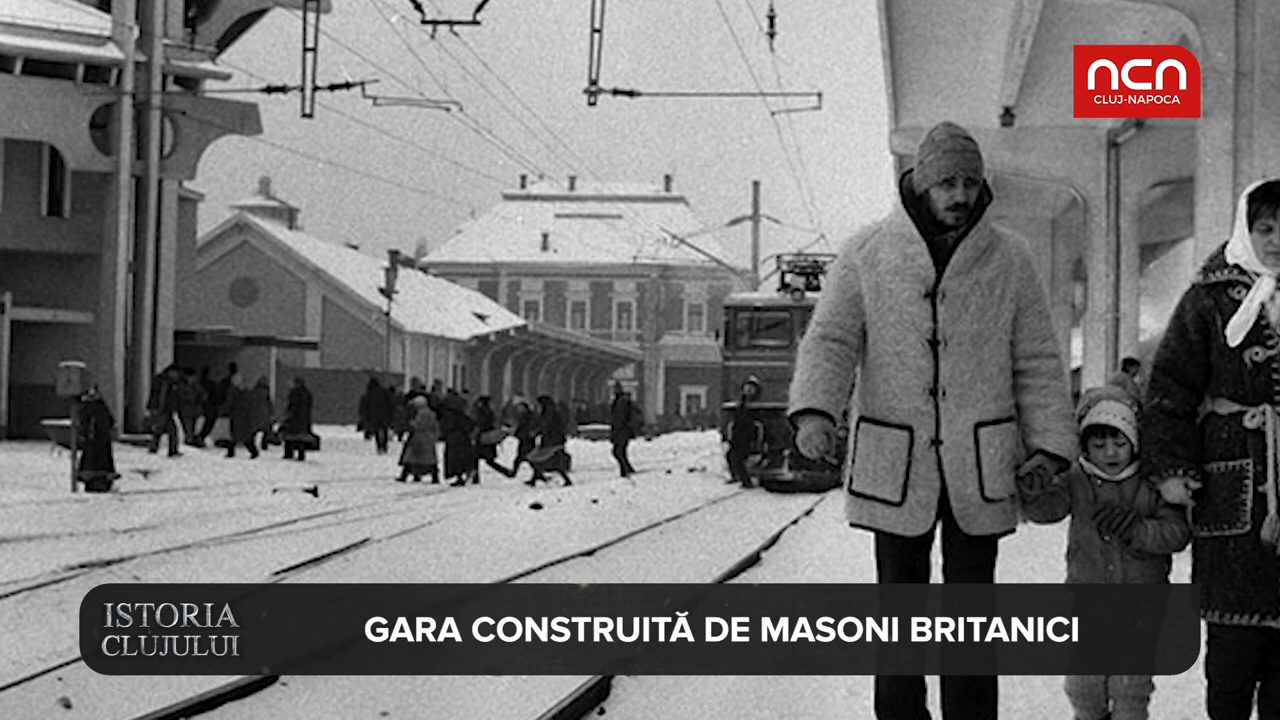 ncn
CLUJ-NAPOCA
ISTORIA
CLUJULUI
GARA CONSTRUITĂ DE MASONI BRITANICI